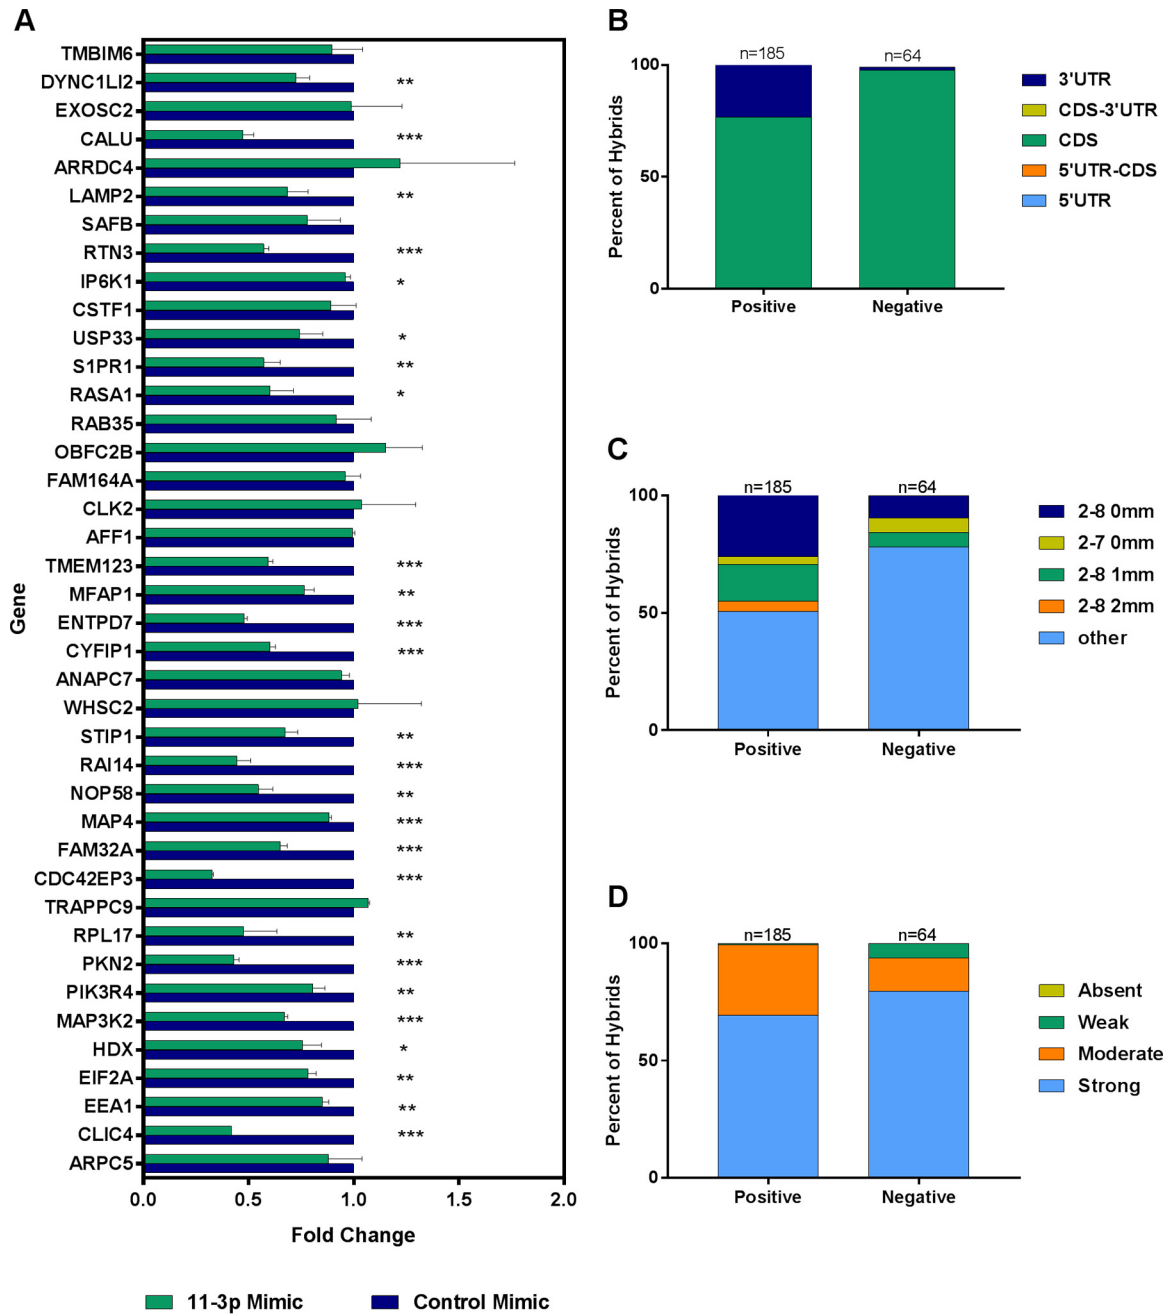 A
TMBIM6
DYNC1LI2 **
EXOSC2
CALU ***
ARRDC4
LAMP2 **
SAFB
RTN3 ***
IP6K1 *
CSTF1
USP33 *
S1PR1 **
RASA1 *
RAB35
OBFC2B
FAM164A
CLK2
AFF1
TMEM123 ***
MFAP1 **
ENTPD7 ***
CYFIP1 ***
ANAPC7
WHSC2
STIP1 **
RAI14 ***
NOP58 **
MAP4 ***
FAM32A ***
CDC42EP3 ***
TRAPPC9
RPL17 **
PKN2 ***
PIK3R4 **
MAP3K2 ***
HDX *
EIF2A **
EEA1 **
CLIC4 ***
ARPC5
Gene
0.0 0.5 1.0 1.5 2.0
Fold Change
11-3p Mimic Control Mimic
B
n=185 n=64
100
50
0
Percent of Hybrids
Positive Negative
3'UTR
CDS-3'UTR
CDS
5'UTR-CDS
5'UTR
C
n=185 n=64
100
50
0
Percent of Hybrids
Positive Negative
2-8 0mm
2-7 0mm
2-8 1mm
2-8 2mm
other
D
n=185 n=64
100
50
0
Percent of Hybrids
Positive Negative
Absent
Weak
Moderate
Strong